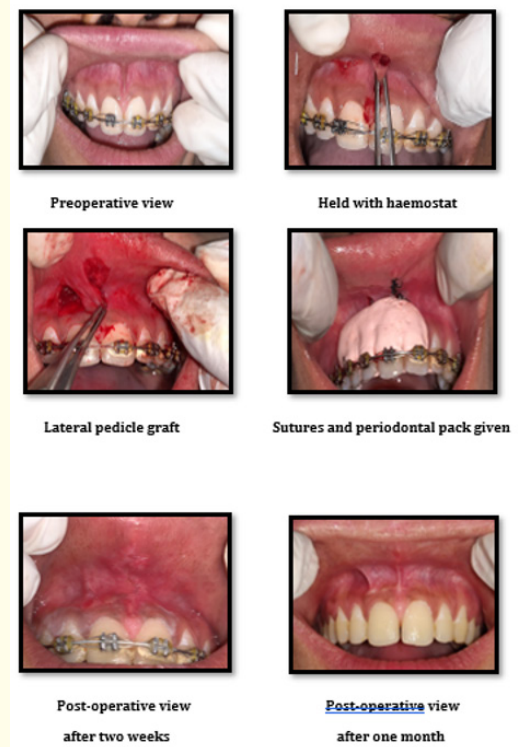 Preoperative view
Held with haemostat
Lateral pedicle graft
Sutures and periodontal pack given
Post-operative view
after two weeks
Post-operative view
after one month